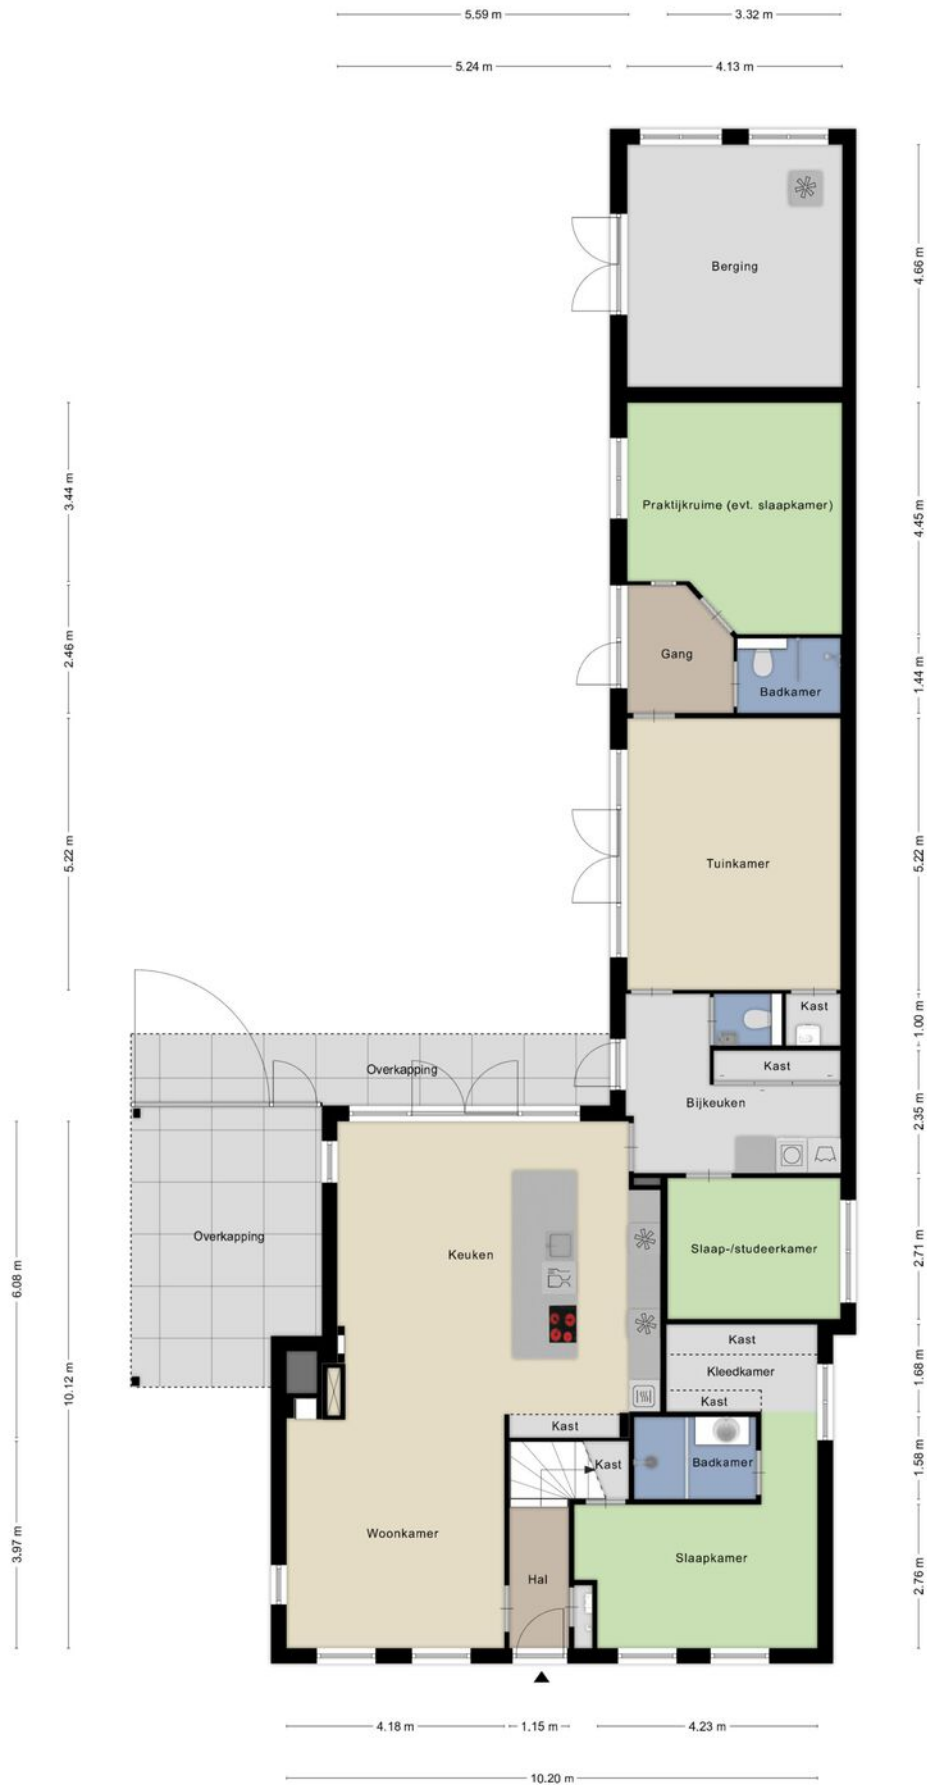 5.59 m
3.32 m
5.24 m
4.13 m
Berging
4.66 m
Praktijkruime (evt. slaapkamer)
3.44 m
4.45 m
Gang
2.46 m
Badkamer
1.44 m
Tuinkamer
5.22 m
5.22 m
Kast
1.00 m
Overkapping
Kast
Bijkeuken
2.35 m
Overkapping
Keuken
Slaap-/studeerkamer
2.71 m
6.08 m
Kast
Kleedkamer
1.68 m
Kast
10.12 m
Kast
Kast
Badkamer
1.58 m
Woonkamer
3.97 m
Slaapkamer
Hal
2.76 m
4.18 m
1.15 m
4.23 m
10.20 m